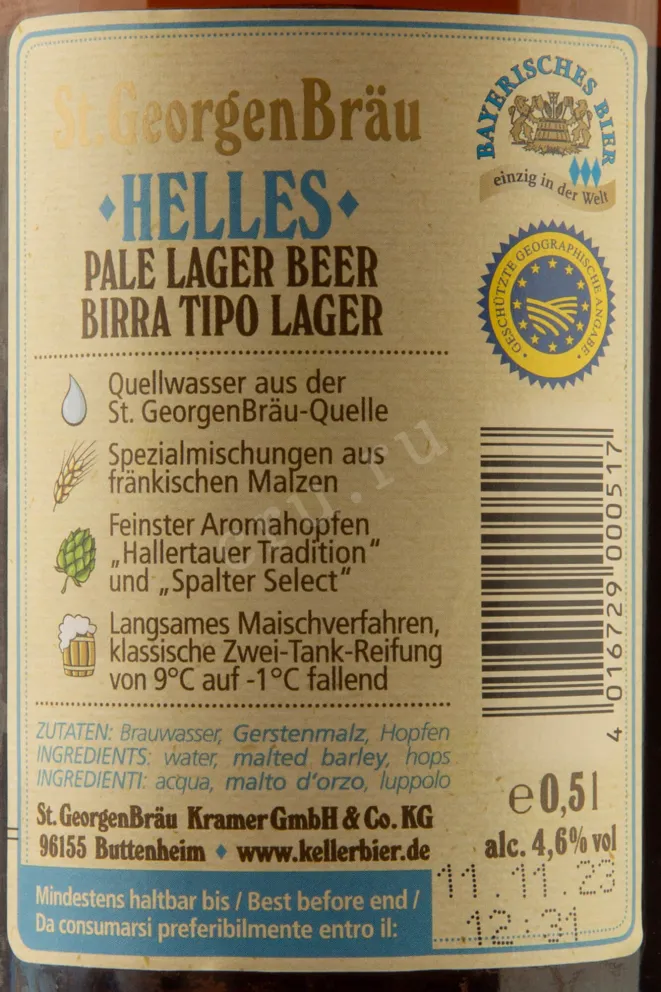 St. GeorgenBräu
HELLES
PALE LAGER BEER
BIRRA TIPO LAGER
Quellwasser aus der
St. GeorgenBräu-Quelle
Spezialmischungen aus
fränkischen Malzen
Feinster Aromahopfen
„Hallertauer Tradition“
und „Spalter Select“
Langsames Maischverfahren,
klassische Zwei-Tank-Reifung
von 9°C auf -1°C fallend
ZUTATEN: Brauwasser, Gerstenmalz, Hopfen
INGREDIENTS: water, malted barley, hops
INGREDIENTI: acqua, malto d'orzo, luppolo
St. GeorgenBräu Kramer GmbH & Co. KG
96155 Buttenheim ♦ www.kellerbier.de
Mindestens haltbar bis / Best before end /
Da consumarsi preferibilmente entro il:
11.11.23
12:31
BAYERISCHES BIER
einzig in der Welt
GESCHÜTZTE GEOGRAPHISCHE ANGABE
4 016729 000517
e 0,5 l
alc. 4,6% vol
cru.ru